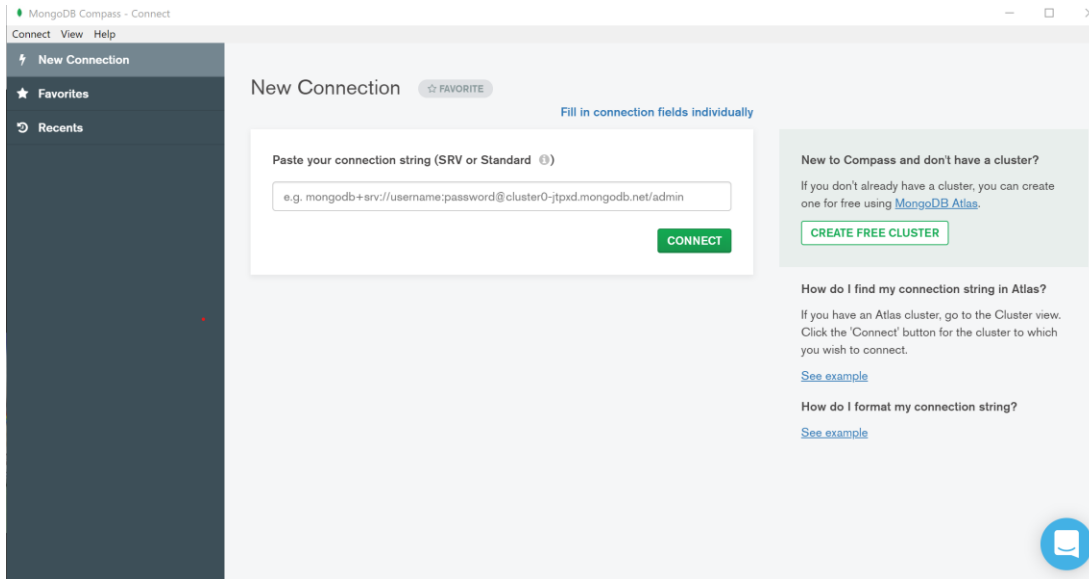 MongoDB Compass - Connect
Connect View Help
New Connection
Favorites
Recents
New Connection
FAVORITE
Fill in connection fields individually
Paste your connection string (SRV or Standard )
e.g. mongodb+srv://username:password@cluster0-jtpxd.mongodb.net/admin
CONNECT
New to Compass and don't have a cluster?
If you don't already have a cluster, you can create
one for free using MongoDB Atlas.
CREATE FREE CLUSTER
How do I find my connection string in Atlas?
If you have an Atlas cluster, go to the Cluster view.
Click the 'Connect' button for the cluster to which
you wish to connect.
See example
How do I format my connection string?
See example